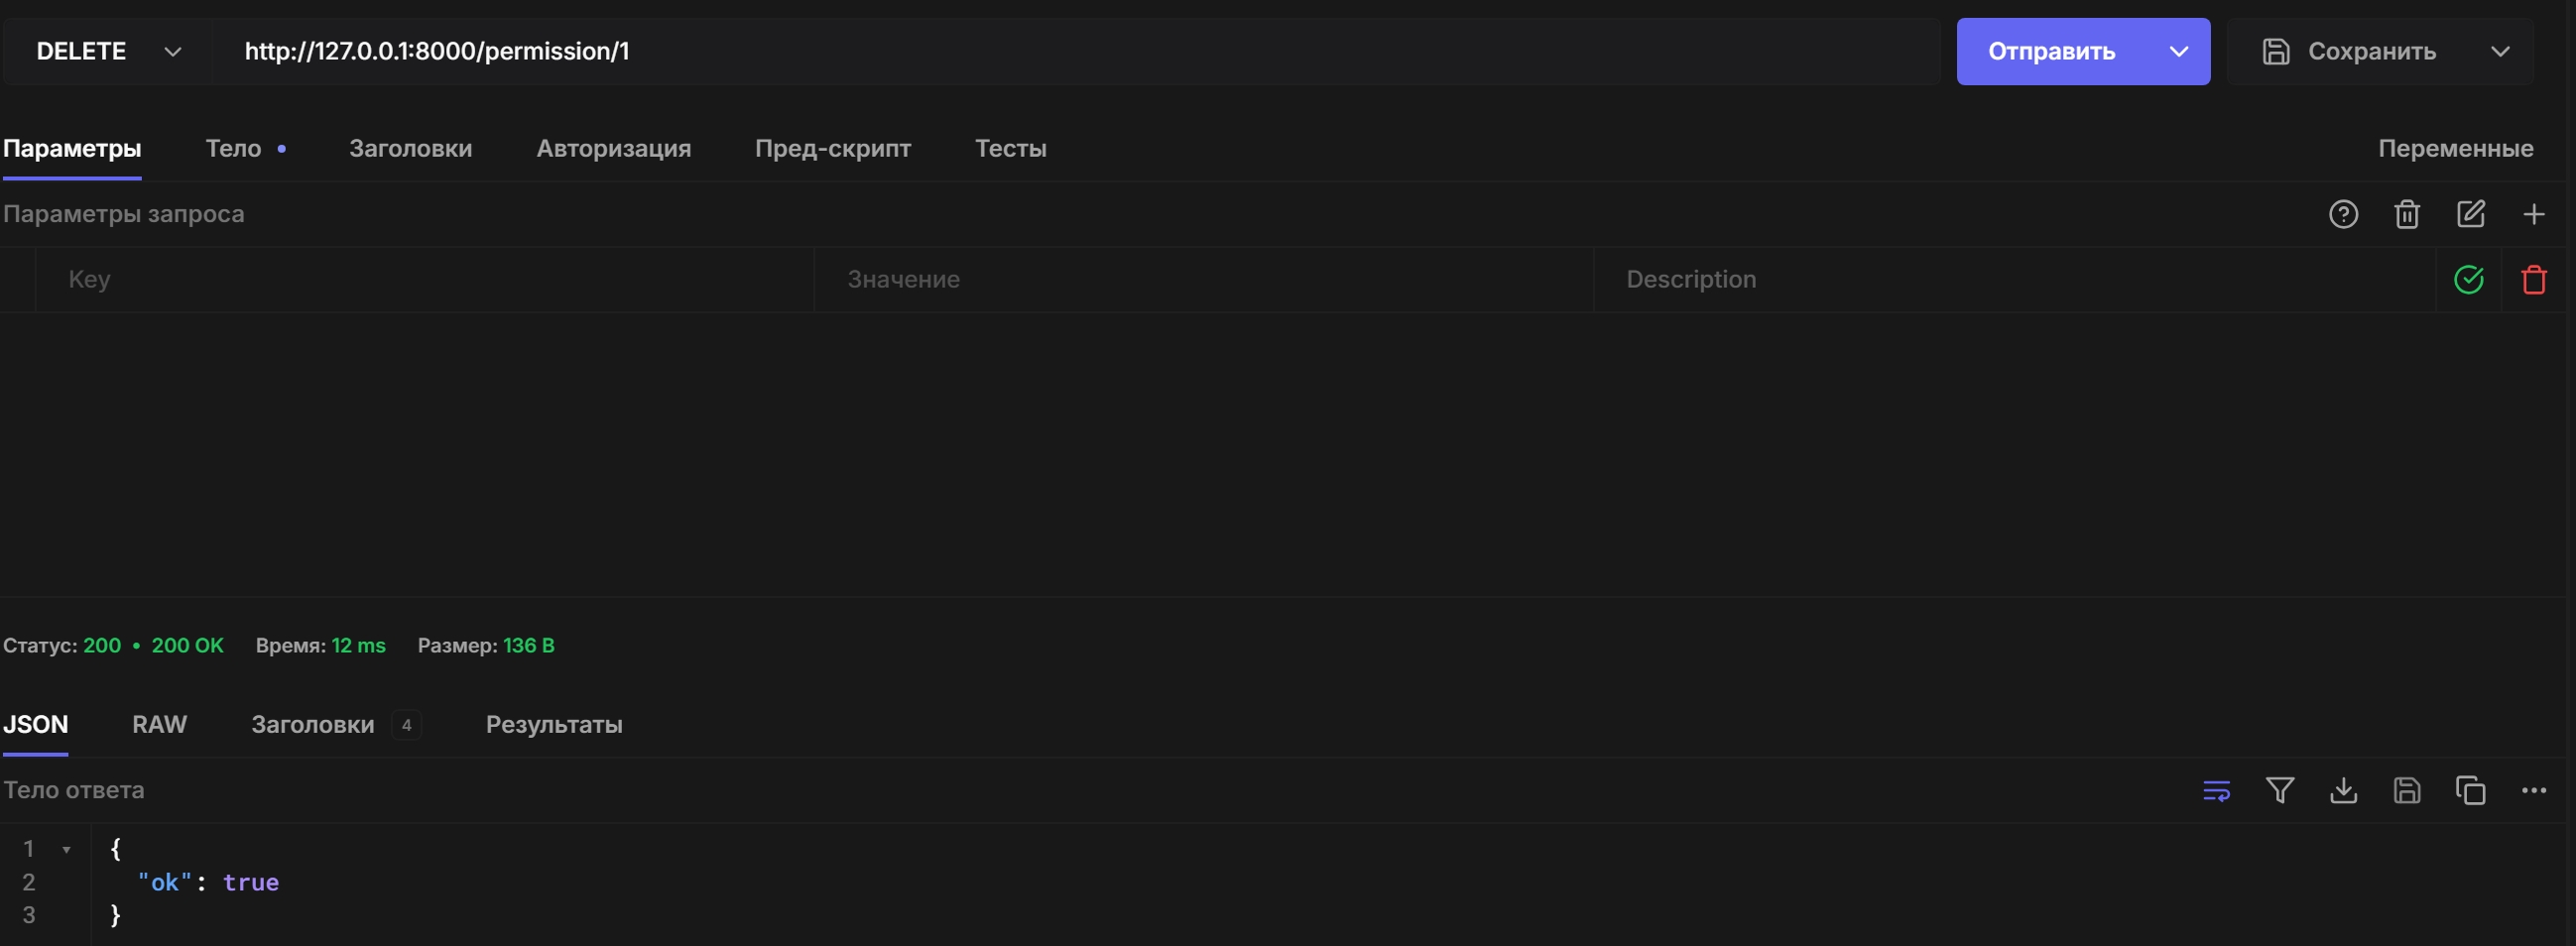 DELETE http://127.0.0.1:8000/permission/1 Отправить Сохранить
Параметры Тело Заголовки Авторизация Пред-скрипт Тесты Переменные
Параметры запроса
Key Значение Description
Статус: 200 • 200 OK Время: 12 ms Размер: 136 B
JSON RAW Заголовки 4 Результаты
Тело ответа
1 {
2 "ok": true
3 }